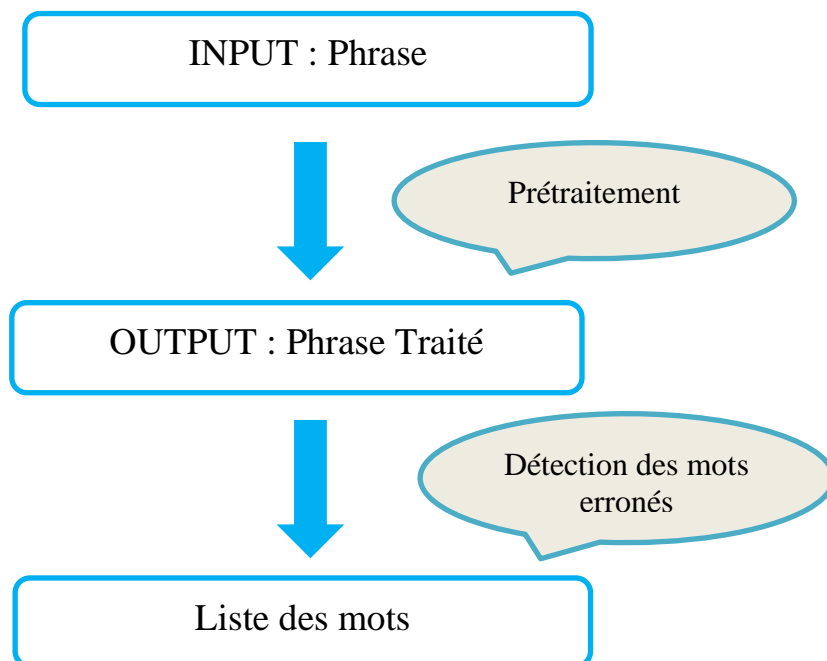 INPUT : Phrase
Prétraitement
OUTPUT : Phrase Traité
Détection des mots
erronés
Liste des mots